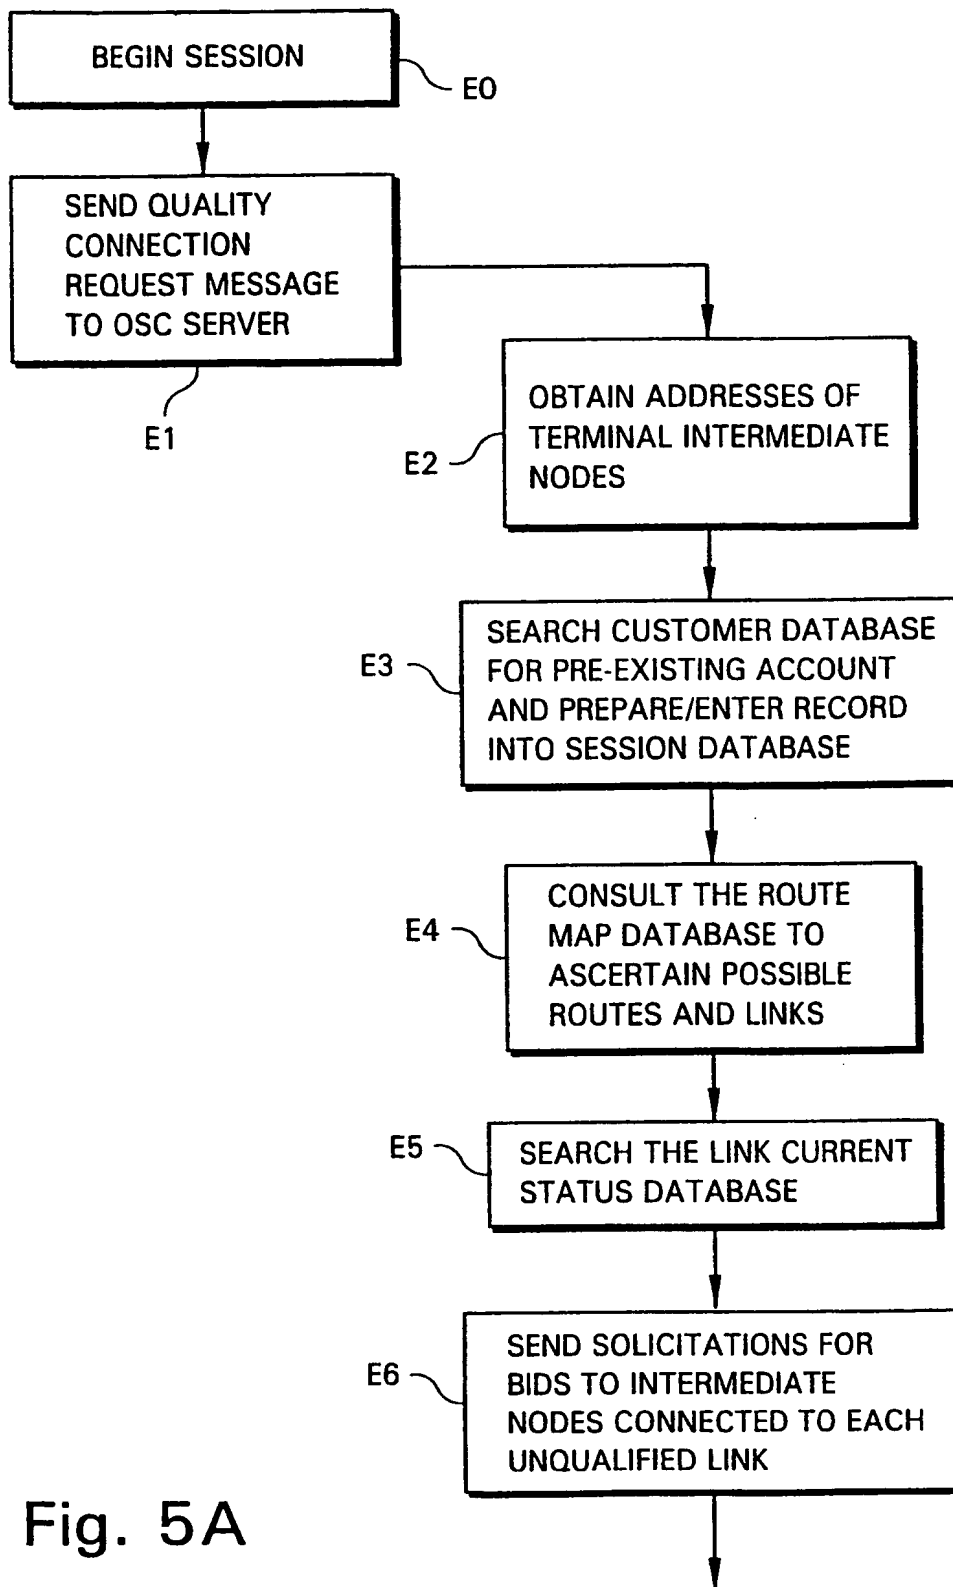 BEGIN SESSION
E0
SEND QUALITY
CONNECTION
REQUEST MESSAGE
TO OSC SERVER
E1
OBTAIN ADDRESSES OF
TERMINAL INTERMEDIATE
NODES
E2
SEARCH CUSTOMER DATABASE
FOR PRE-EXISTING ACCOUNT
AND PREPARE/ENTER RECORD
INTO SESSION DATABASE
E3
CONSULT THE ROUTE
MAP DATABASE TO
ASCERTAIN POSSIBLE
ROUTES AND LINKS
E4
SEARCH THE LINK CURRENT
STATUS DATABASE
E5
SEND SOLICITATIONS FOR
BIDS TO INTERMEDIATE
NODES CONNECTED TO EACH
UNQUALIFIED LINK
E6
Fig. 5A